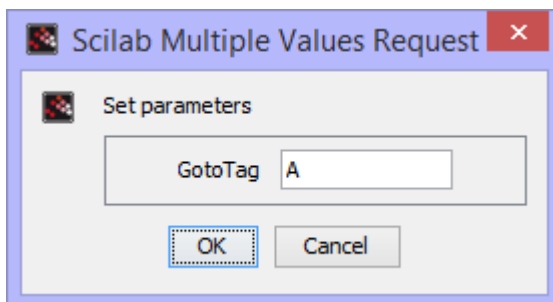 Scilab Multiple Values Request
Set parameters
GotoTag A
OK Cancel